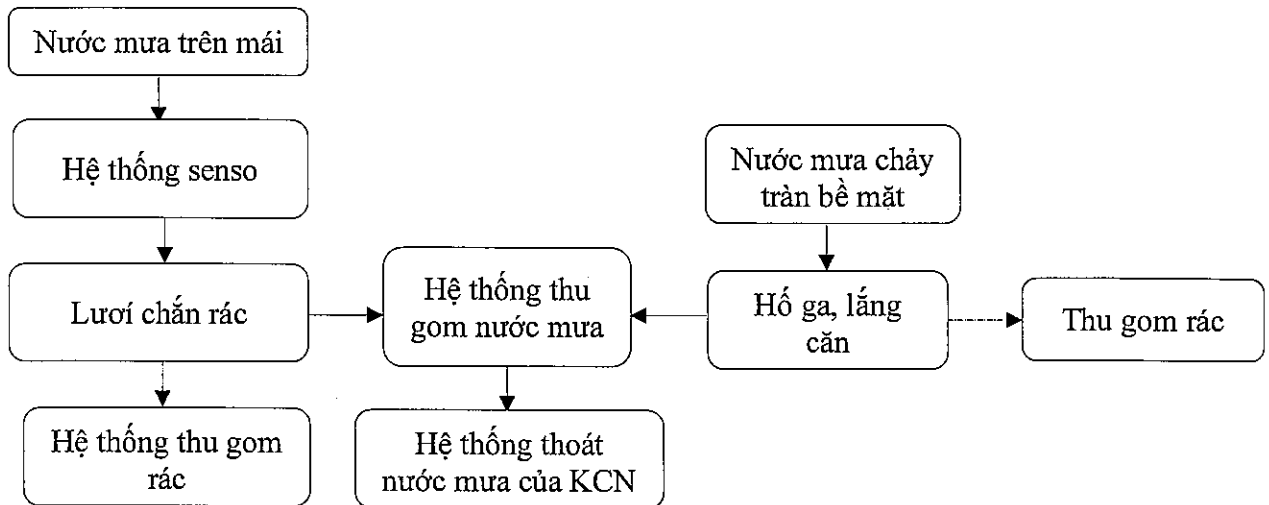 Nước mưa trên mái
Hệ thống senso
Lươí chắn rác
Hệ thống thu gom
rác
Hệ thống thu
gom nước mưa
Hệ thống thoát
nước mưa của KCN
Nước mưa chảy
tràn bề mặt
Hố ga, lắng
căn
Thu gom rác